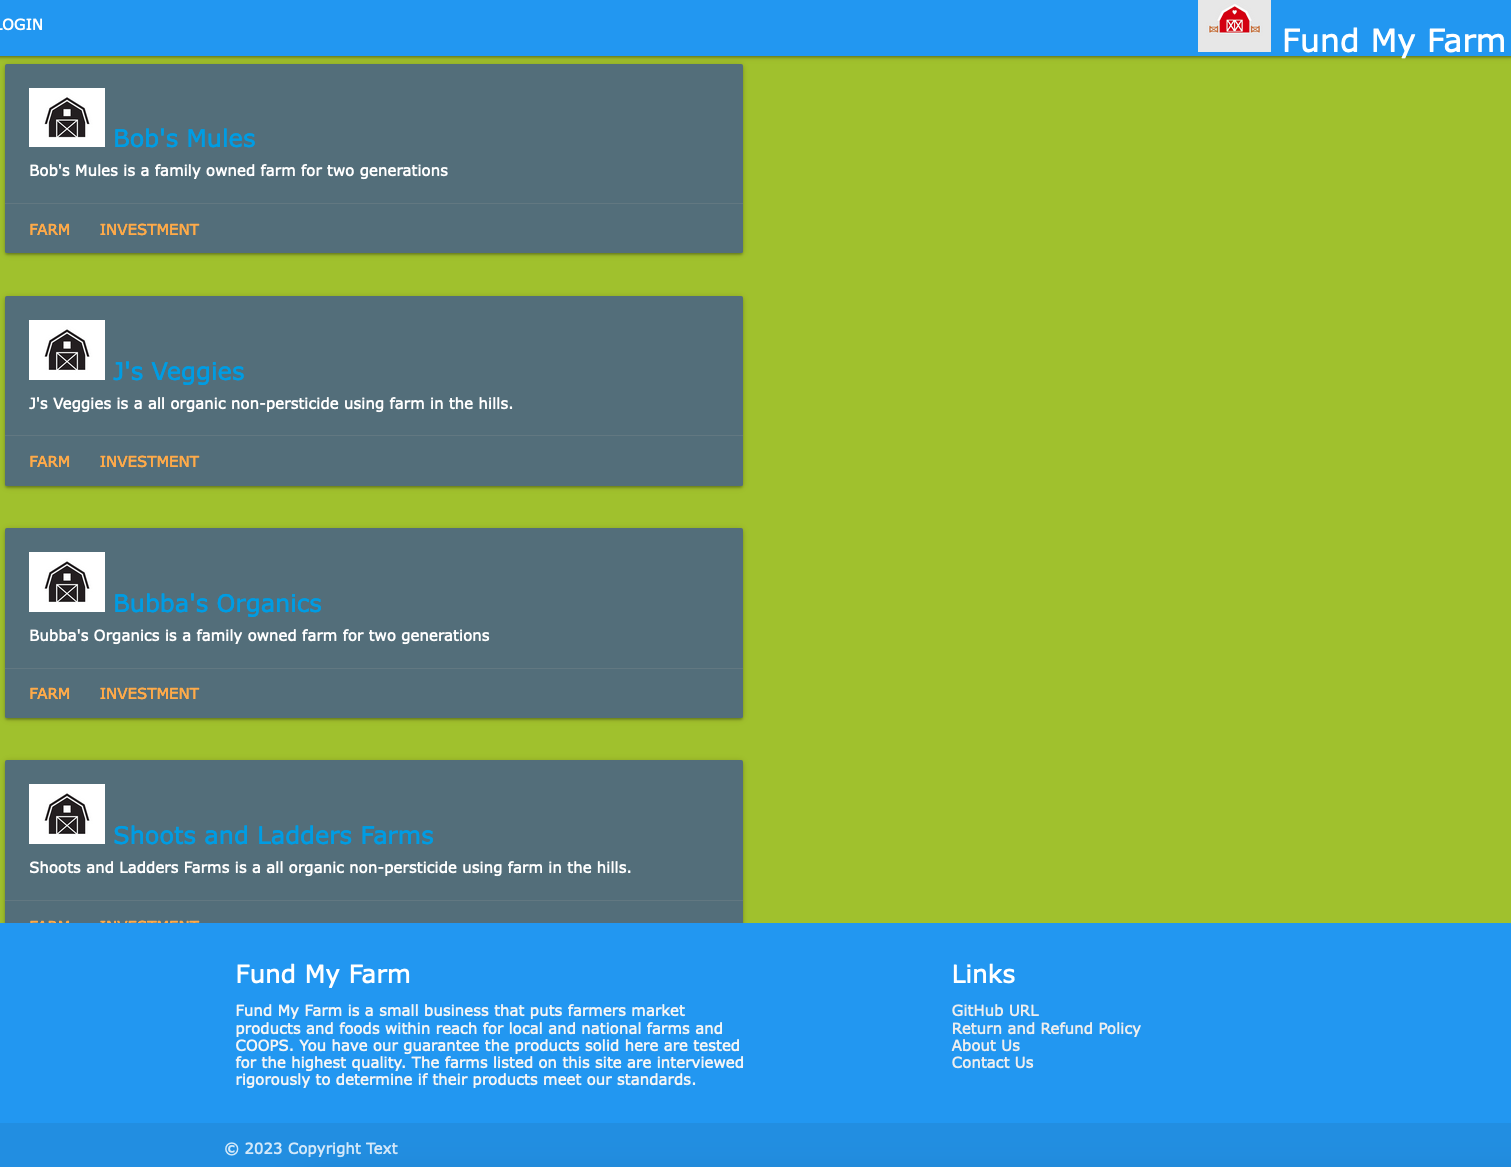 LOGIN
Fund My Farm
Bob's Mules
Bob's Mules is a family owned farm for two generations
FARM INVESTMENT
J's Veggies
J's Veggies is a all organic non-persticide using farm in the hills.
FARM INVESTMENT
Bubba's Organics
Bubba's Organics is a family owned farm for two generations
FARM INVESTMENT
Shoots and Ladders Farms
Shoots and Ladders Farms is a all organic non-persticide using farm in the hills.
FARM INVESTMENT
Fund My Farm
Fund My Farm is a small business that puts farmers market
products and foods within reach for local and national farms and
COOPS. You have our guarantee the products solid here are tested
for the highest quality. The farms listed on this site are interviewed
rigorously to determine if their products meet our standards.
Links
GitHub URL
Return and Refund Policy
About Us
Contact Us
© 2023 Copyright Text